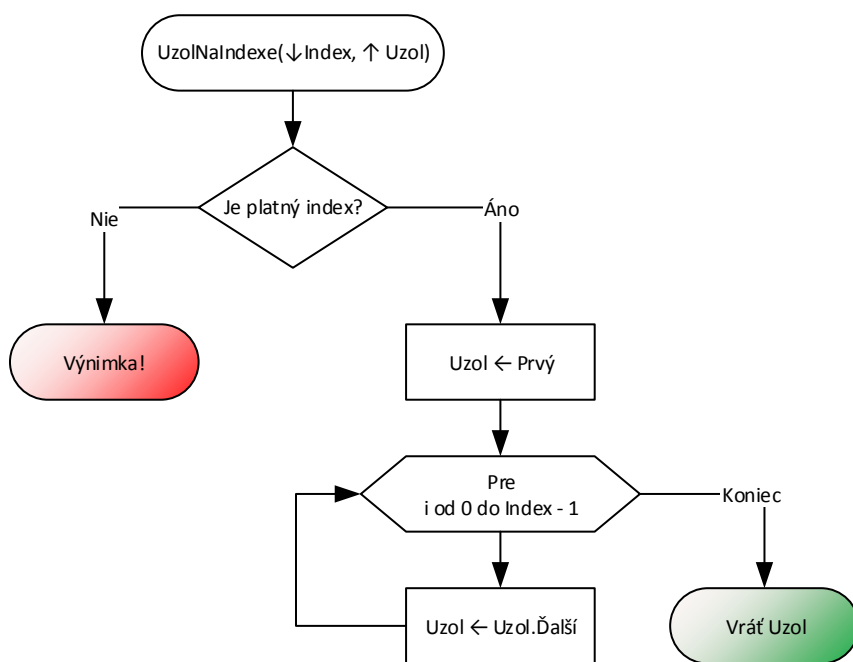 UzolNaIndexe(↓Index, ↑ Uzol)
Je platný index?
Nie
Áno
Výnimka!
Uzol ← Prvý
Pre
i od 0 do Index - 1
Koniec
Uzol ← Uzol.Ďalší
Vráť Uzol